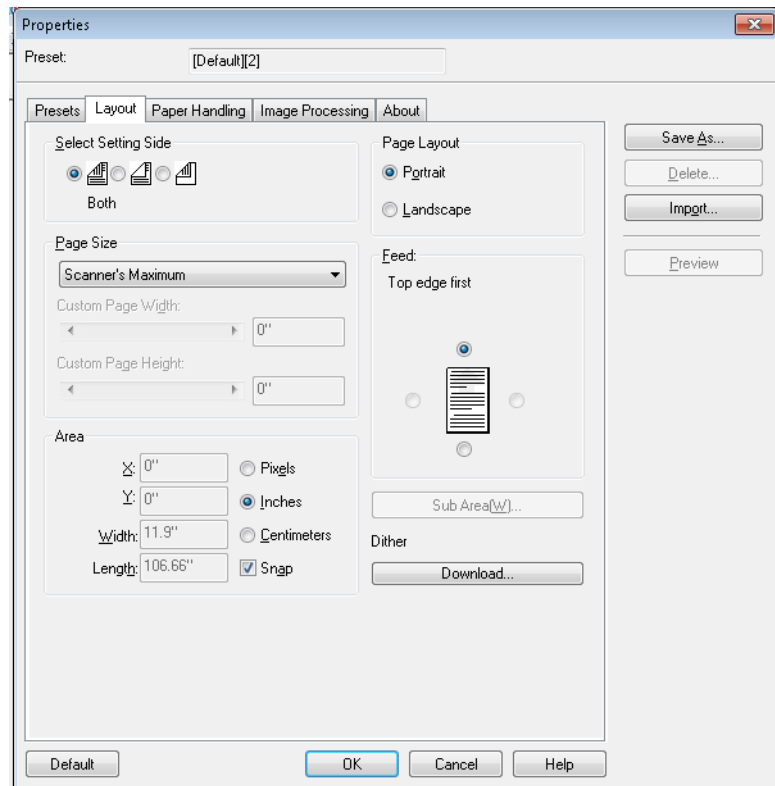 Properties
Preset:
[Default][2]
Presets
Layout
Paper Handling
Image Processing
About
Select Setting Side
Both
Page Size
Scanner's Maximum
Custom Page Width:
0"
Custom Page Height:
0"
Area
X: 0"
Y: 0"
Width: 11.9"
Length: 106.66"
Pixels
Inches
Centimeters
Snap
Page Layout
Portrait
Landscape
Feed:
Top edge first
Sub Area(W)...
Dither
Download...
Save As...
Delete...
Import...
Preview
Default
OK
Cancel
Help